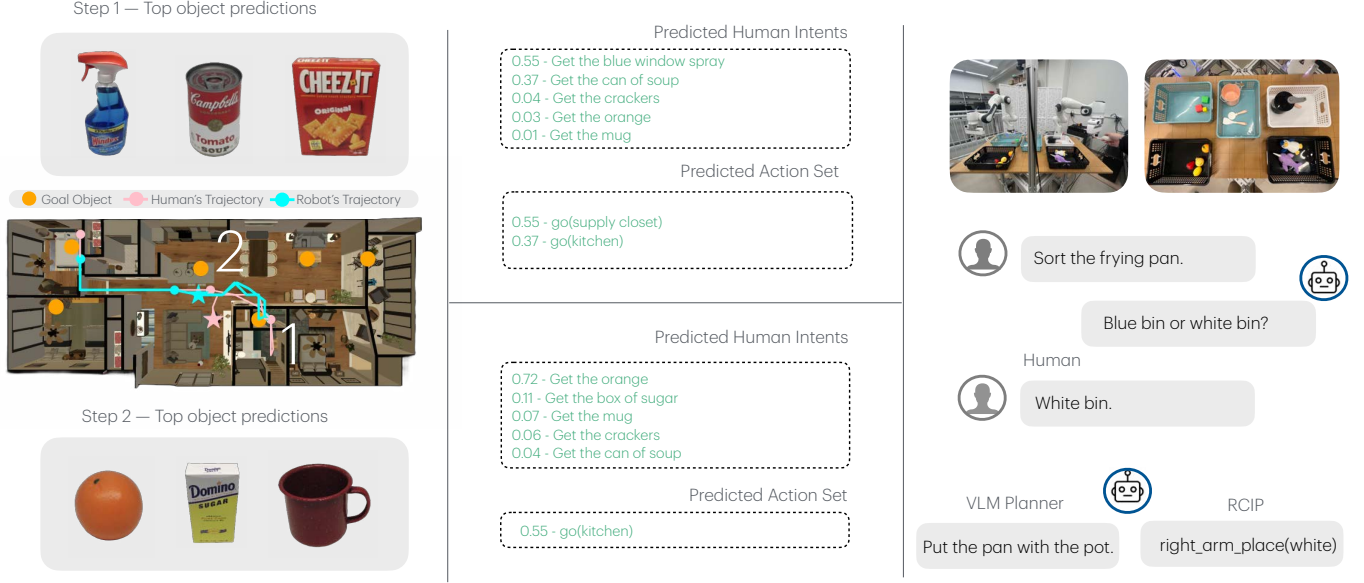 Step 1 — Top object predictions
Windex
Campbell's
Tomato
SOUP
CHEEZ-IT
ORIGINAL
Goal Object
Human's Trajectory
Robot's Trajectory
2
1
Step 2 — Top object predictions
Domino
SUGAR
Predicted Human Intents
0.55 - Get the blue window spray
0.37 - Get the can of soup
0.04 - Get the crackers
0.03 - Get the orange
0.01 - Get the mug
Predicted Action Set
0.55 - go(supply closet)
0.37 - go(kitchen)
Predicted Human Intents
0.72 - Get the orange
0.11 - Get the box of sugar
0.07 - Get the mug
0.06 - Get the crackers
0.04 - Get the can of soup
Predicted Action Set
0.55 - go(kitchen)
Sort the frying pan.
Blue bin or white bin?
Human
White bin.
VLM Planner
RCIP
Put the pan with the pot.
right_arm_place(white)